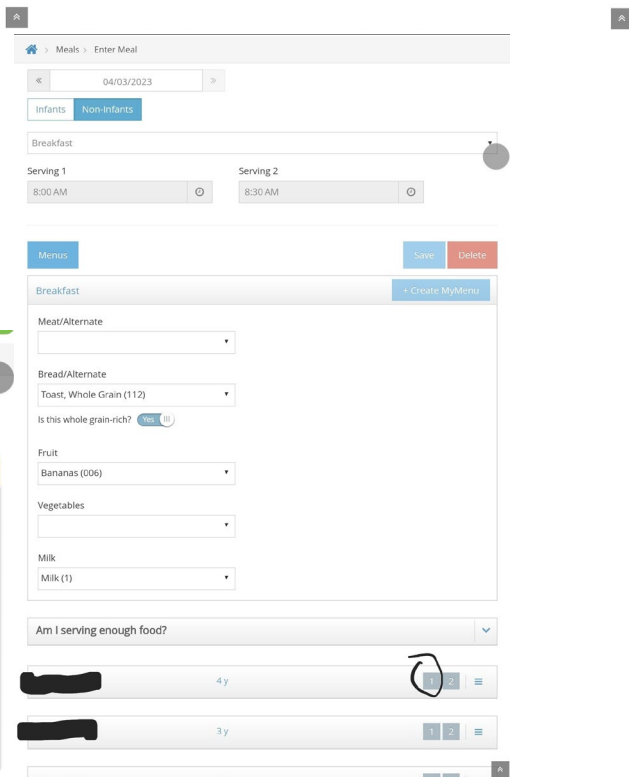 > Meals > Enter Meal
« 04/03/2023 »
Infants Non-Infants
Breakfast
Serving 1 Serving 2
8:00 AM 8:30 AM
Menus Save Delete
Breakfast + Create MyMenu
Meat/Alternate
Bread/Alternate
Toast, Whole Grain (112)
Is this whole grain-rich? Yes
Fruit
Bananas (006)
Vegetables
Milk
Milk (1)
Am I serving enough food?
4 y 1 2
3 y 1 2